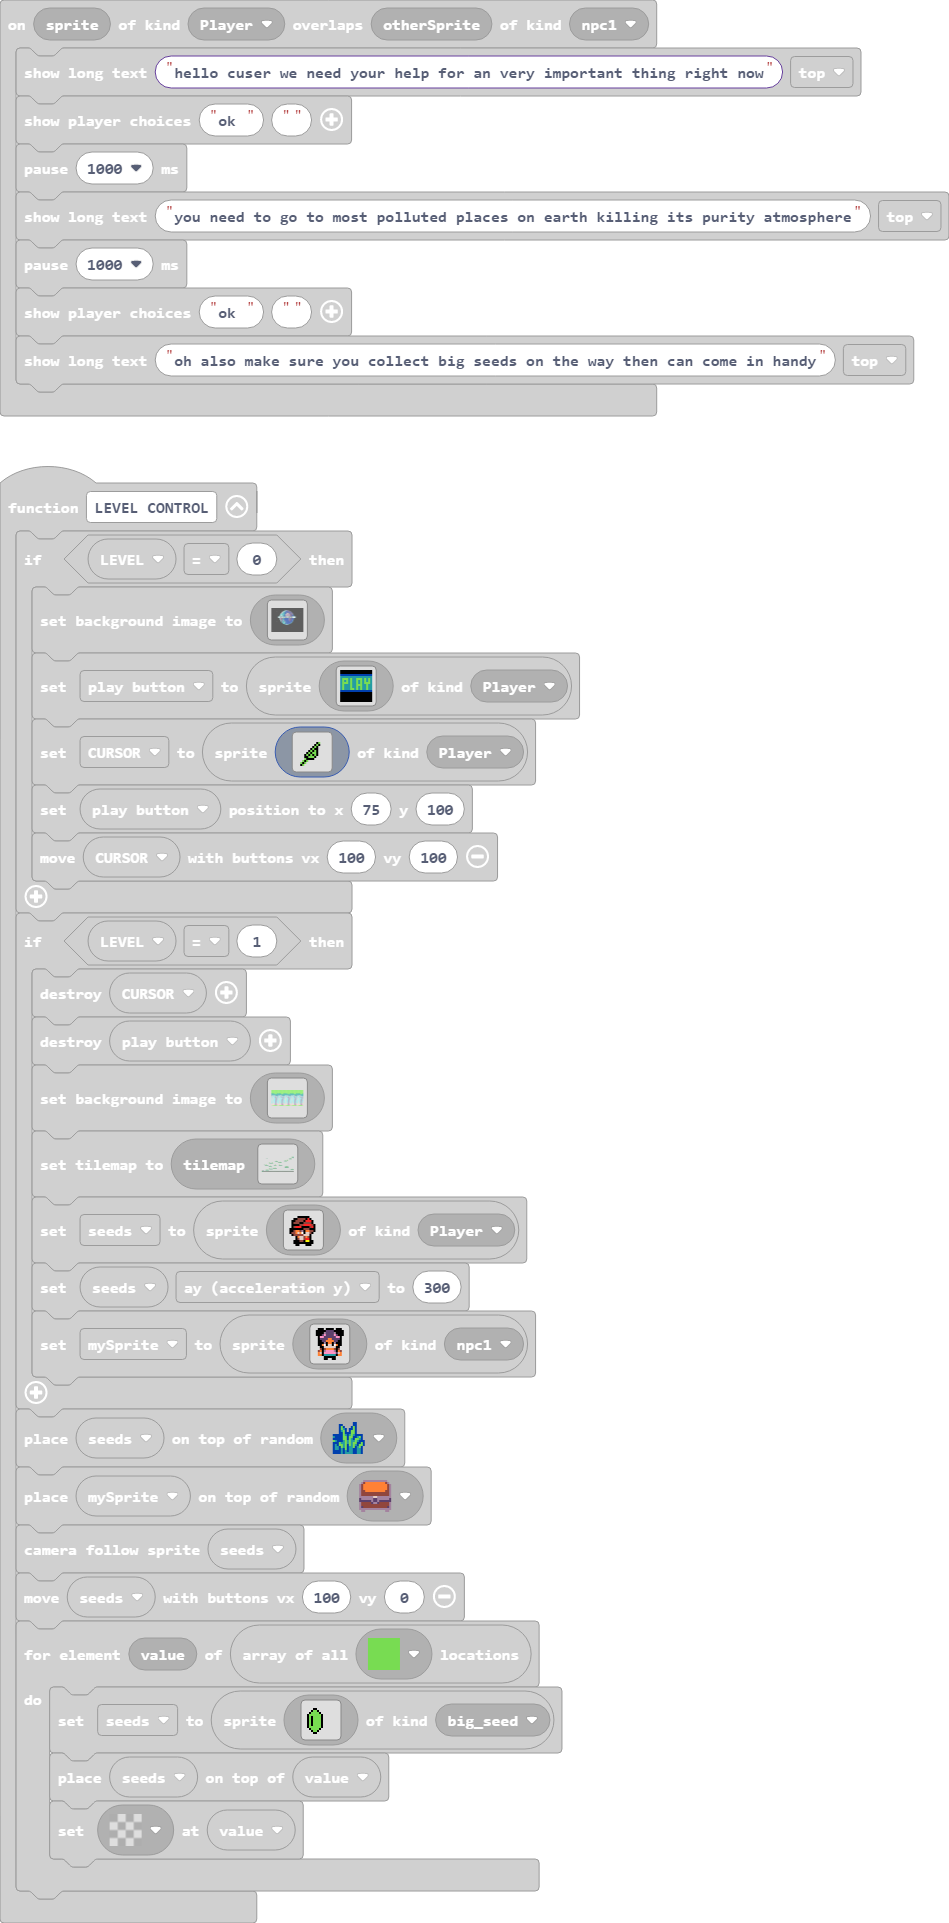 on sprite of kind Player overlaps otherSprite of kind npc1
show long text "hello cuser we need your help for an very important thing right now" top
show player choices "ok " " "
pause 1000 ms
show long text "you need to go to most polluted places on earth killing its purity atmosphere" top
pause 1000 ms
show player choices "ok " " "
show long text "oh also make sure you collect big seeds on the way then can come in handy" top
function LEVEL CONTROL
if LEVEL = 0 then
set background image to
set play button to sprite PLAY of kind Player
set CURSOR to sprite of kind Player
set play button position to x 75 y 100
move CURSOR with buttons vx 100 vy 100
if LEVEL = 1 then
destroy CURSOR
destroy play button
set background image to
set tilemap to tilemap
set seeds to sprite of kind Player
set seeds ay (acceleration y) to 300
set mySprite to sprite of kind npc1
place seeds on top of random
place mySprite on top of random
camera follow sprite seeds
move seeds with buttons vx 100 vy 0
for element value of array of all locations
do
set seeds to sprite of kind big_seed
place seeds on top of value
set at value